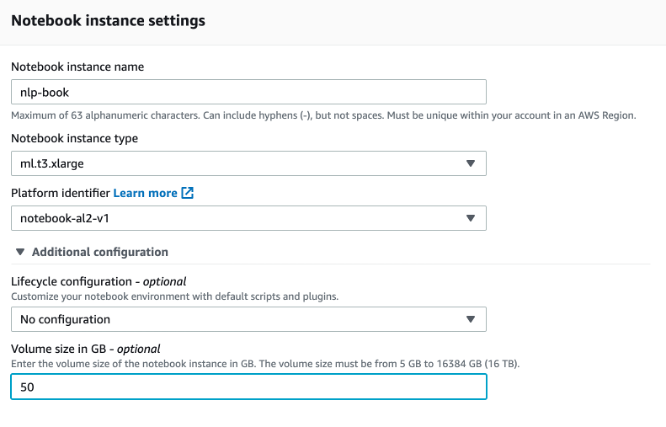 Notebook instance settings
Notebook instance name
nlp-book
Maximum of 63 alphanumeric characters. Can include hyphens (-), but not spaces. Must be unique within your account in an AWS Region.
Notebook instance type
ml.t3.xlarge
Platform identifier Learn more
notebook-al2-v1
Additional configuration
Lifecycle configuration - optional
Customize your notebook environment with default scripts and plugins.
No configuration
Volume size in GB - optional
Enter the volume size of the notebook instance in GB. The volume size must be from 5 GB to 16384 GB (16 TB).
50